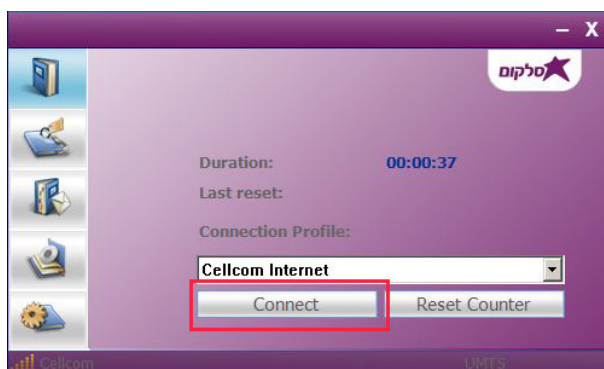 – X
סלקום
Duration: 00:00:37
Last reset:
Connection Profile:
Cellcom Internet
Connect Reset Counter
Cellcom UMTS